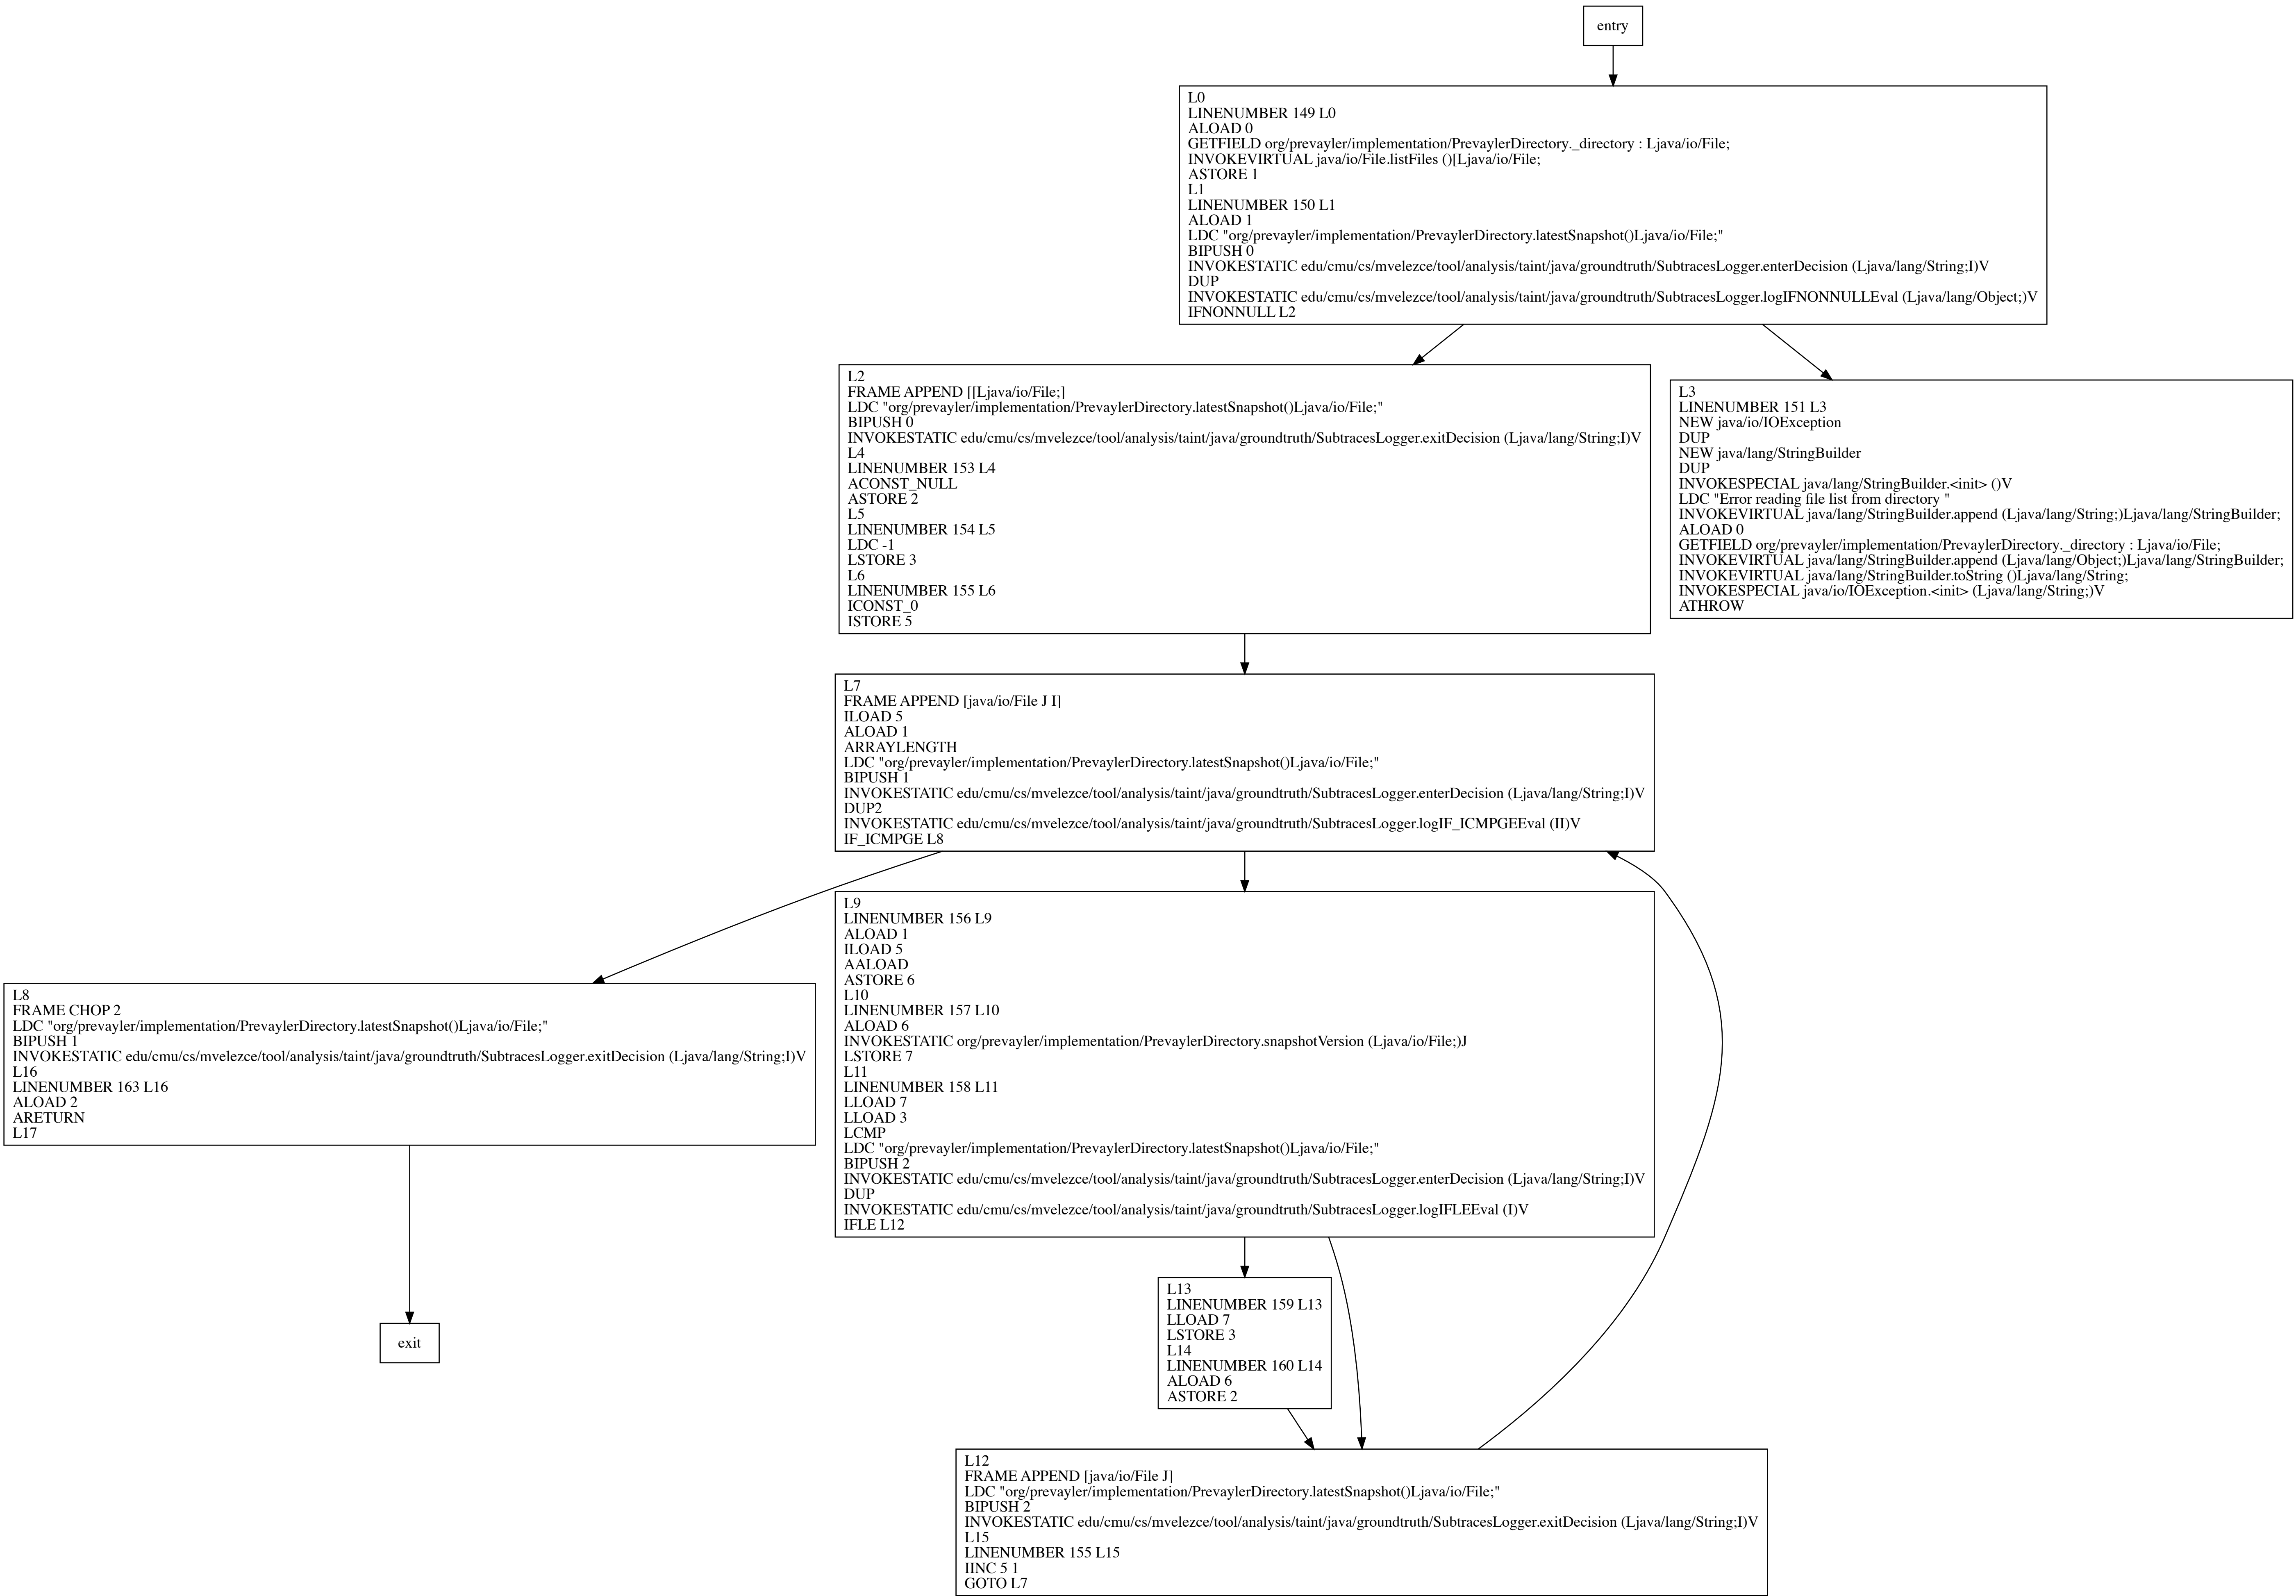 entry
L0
LINENUMBER 149 L0
ALOAD 0
GETFIELD org/prevayler/implementation/PrevaylerDirectory._directory : Ljava/io/File;
INVOKEVIRTUAL java/io/File.listFiles ()[Ljava/io/File;
ASTORE 1
L1
LINENUMBER 150 L1
ALOAD 1
LDC "org/prevayler/implementation/PrevaylerDirectory.latestSnapshot()Ljava/io/File;"
BIPUSH 0
INVOKESTATIC edu/cmu/cs/mvelezce/tool/analysis/taint/java/groundtruth/SubtracesLogger.enterDecision (Ljava/lang/String;I)V
DUP
INVOKESTATIC edu/cmu/cs/mvelezce/tool/analysis/taint/java/groundtruth/SubtracesLogger.logIFNONNULLEval (Ljava/lang/Object;)V
IFNONNULL L2
L2
FRAME APPEND [[Ljava/io/File;]
LDC "org/prevayler/implementation/PrevaylerDirectory.latestSnapshot()Ljava/io/File;"
BIPUSH 0
INVOKESTATIC edu/cmu/cs/mvelezce/tool/analysis/taint/java/groundtruth/SubtracesLogger.exitDecision (Ljava/lang/String;I)V
L4
LINENUMBER 153 L4
ACONST_NULL
ASTORE 2
L5
LINENUMBER 154 L5
LDC -1
LSTORE 3
L6
LINENUMBER 155 L6
ICONST_0
ISTORE 5
L3
LINENUMBER 151 L3
NEW java/io/IOException
DUP
NEW java/lang/StringBuilder
DUP
INVOKESPECIAL java/lang/StringBuilder.<init> ()V
LDC "Error reading file list from directory "
INVOKEVIRTUAL java/lang/StringBuilder.append (Ljava/lang/String;)Ljava/lang/StringBuilder;
ALOAD 0
GETFIELD org/prevayler/implementation/PrevaylerDirectory._directory : Ljava/io/File;
INVOKEVIRTUAL java/lang/StringBuilder.append (Ljava/lang/Object;)Ljava/lang/StringBuilder;
INVOKEVIRTUAL java/lang/StringBuilder.toString ()Ljava/lang/String;
INVOKESPECIAL java/io/IOException.<init> (Ljava/lang/String;)V
ATHROW
L7
FRAME APPEND [java/io/File J I]
ILOAD 5
ALOAD 1
ARRAYLENGTH
LDC "org/prevayler/implementation/PrevaylerDirectory.latestSnapshot()Ljava/io/File;"
BIPUSH 1
INVOKESTATIC edu/cmu/cs/mvelezce/tool/analysis/taint/java/groundtruth/SubtracesLogger.enterDecision (Ljava/lang/String;I)V
DUP2
INVOKESTATIC edu/cmu/cs/mvelezce/tool/analysis/taint/java/groundtruth/SubtracesLogger.logIF_ICMPGEEval (II)V
IF_ICMPGE L8
L9
LINENUMBER 156 L9
ALOAD 1
ILOAD 5
AALOAD
ASTORE 6
L10
LINENUMBER 157 L10
ALOAD 6
INVOKESTATIC org/prevayler/implementation/PrevaylerDirectory.snapshotVersion (Ljava/io/File;)J
LSTORE 7
L11
LINENUMBER 158 L11
LLOAD 7
LLOAD 3
LCMP
LDC "org/prevayler/implementation/PrevaylerDirectory.latestSnapshot()Ljava/io/File;"
BIPUSH 2
INVOKESTATIC edu/cmu/cs/mvelezce/tool/analysis/taint/java/groundtruth/SubtracesLogger.enterDecision (Ljava/lang/String;I)V
DUP
INVOKESTATIC edu/cmu/cs/mvelezce/tool/analysis/taint/java/groundtruth/SubtracesLogger.logIFLEEval (I)V
IFLE L12
L8
FRAME CHOP 2
LDC "org/prevayler/implementation/PrevaylerDirectory.latestSnapshot()Ljava/io/File;"
BIPUSH 1
INVOKESTATIC edu/cmu/cs/mvelezce/tool/analysis/taint/java/groundtruth/SubtracesLogger.exitDecision (Ljava/lang/String;I)V
L16
LINENUMBER 163 L16
ALOAD 2
ARETURN
L17
L13
LINENUMBER 159 L13
LLOAD 7
LSTORE 3
L14
LINENUMBER 160 L14
ALOAD 6
ASTORE 2
exit
L12
FRAME APPEND [java/io/File J]
LDC "org/prevayler/implementation/PrevaylerDirectory.latestSnapshot()Ljava/io/File;"
BIPUSH 2
INVOKESTATIC edu/cmu/cs/mvelezce/tool/analysis/taint/java/groundtruth/SubtracesLogger.exitDecision (Ljava/lang/String;I)V
L15
LINENUMBER 155 L15
IINC 5 1
GOTO L7